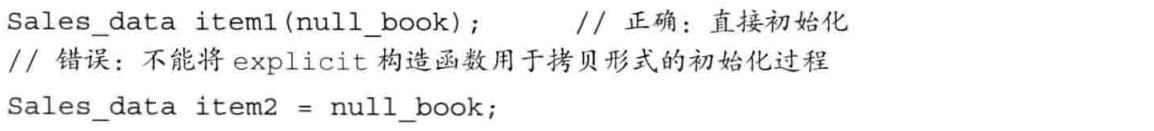 Sales_data item1(null_book);      // 正确：直接初始化
// 错误：不能将 explicit 构造函数用于拷贝形式的初始化过程
Sales_data item2 = null_book;